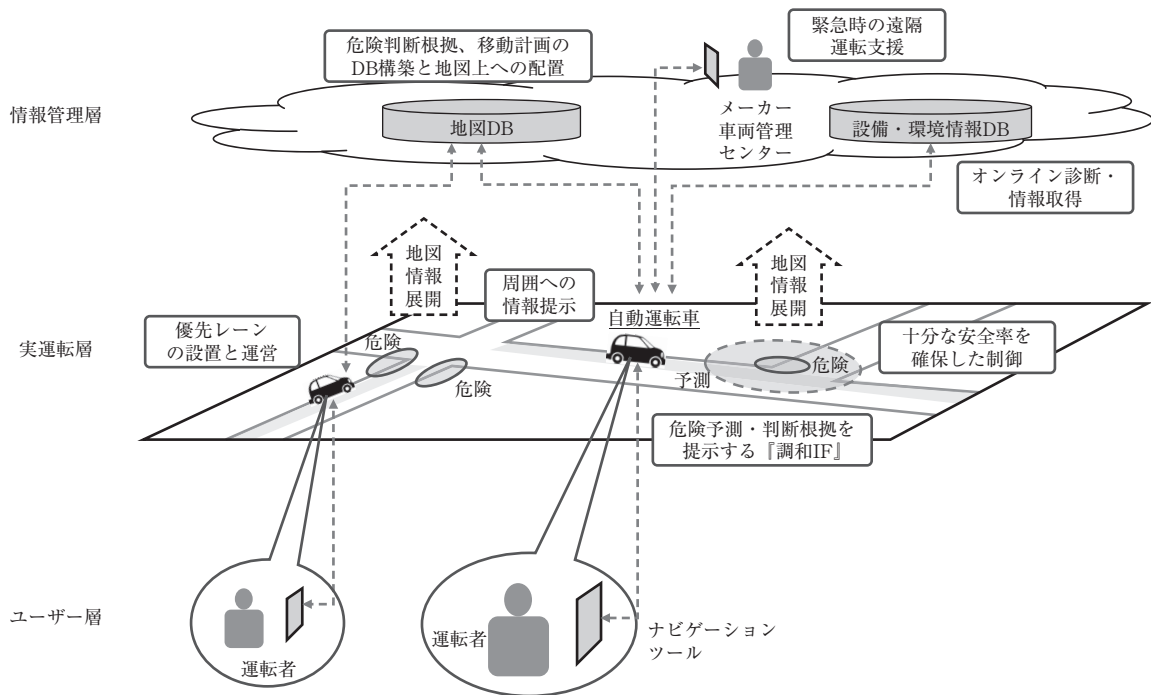 危険判断根拠、移動計画の
DB構築と地図上への配置
緊急時の遠隔
運転支援
情報管理層
地図DB
メーカー
車両管理
センター
設備・環境情報DB
オンライン診断・
情報取得
地図
情報
展開
周囲への
情報提示
地図
情報
展開
自動運転車
優先レーン
の設置と運営
実運転層
危険
危険
予測
危険
十分な安全率を
確保した制御
危険予測・判断根拠を
提示する『調和IF』
ユーザー層
運転者
運転者
ナビゲーション
ツール